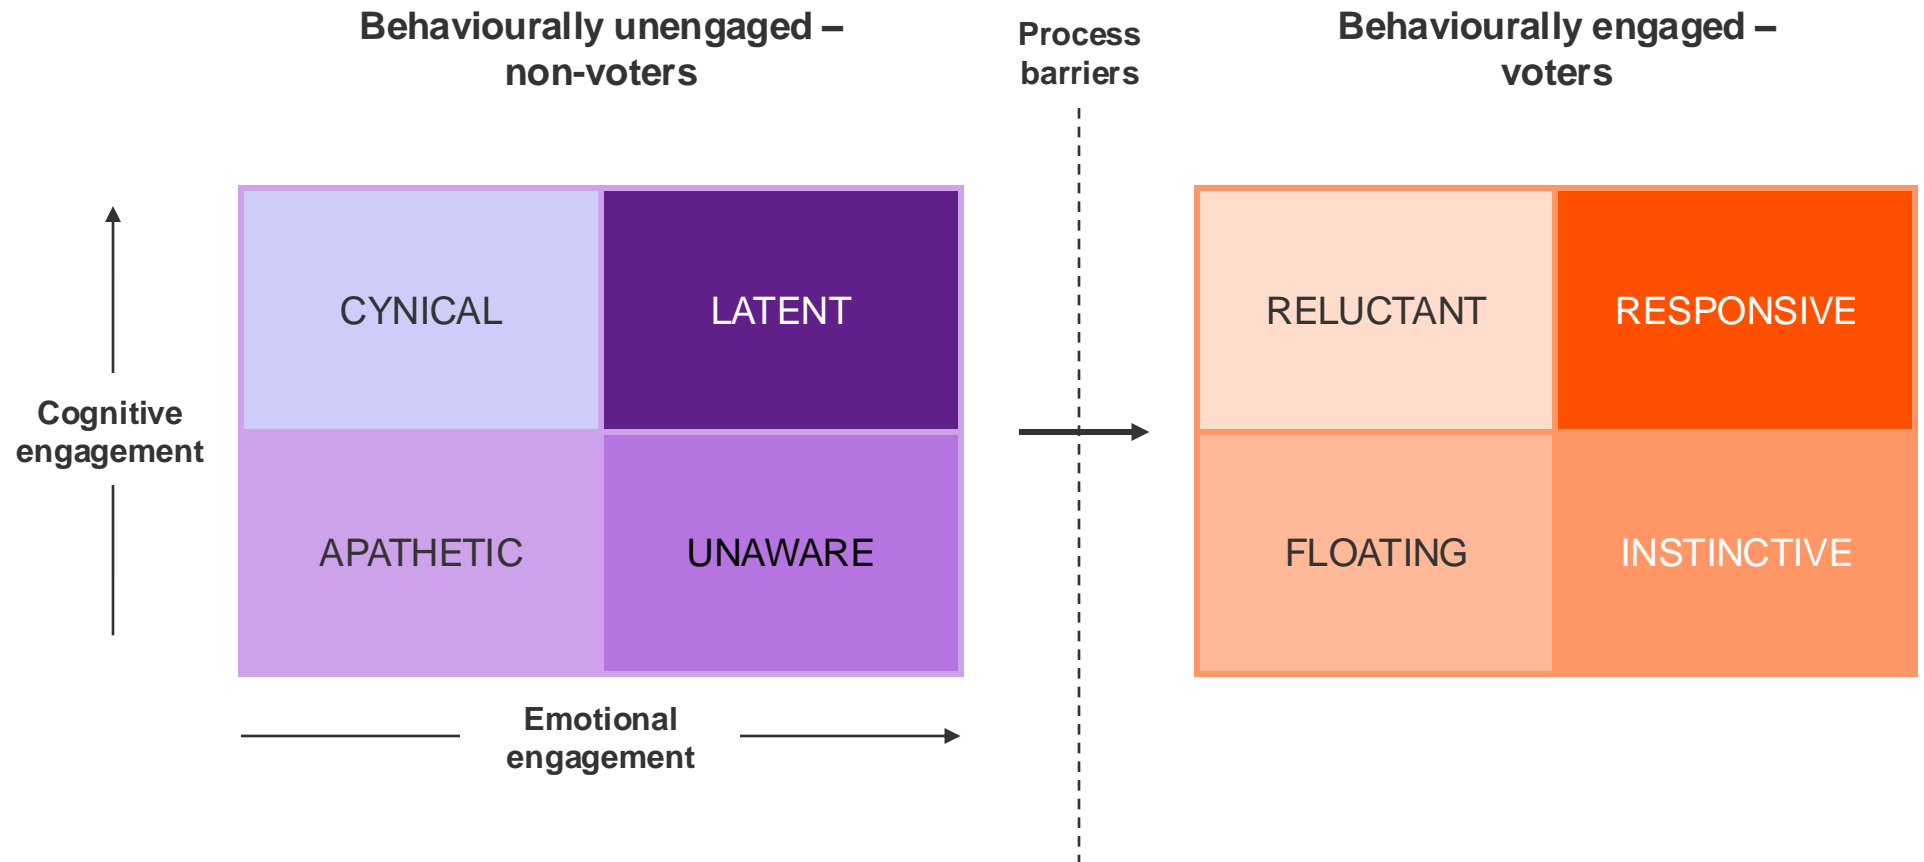 Behaviourally unengaged –
non-voters
Process
barriers
Behaviourally engaged –
voters
CYNICAL
LATENT
RELUCTANT
RESPONSIVE
Cognitive
engagement
APATHETIC
UNAWARE
FLOATING
INSTINCTIVE
Emotional
engagement